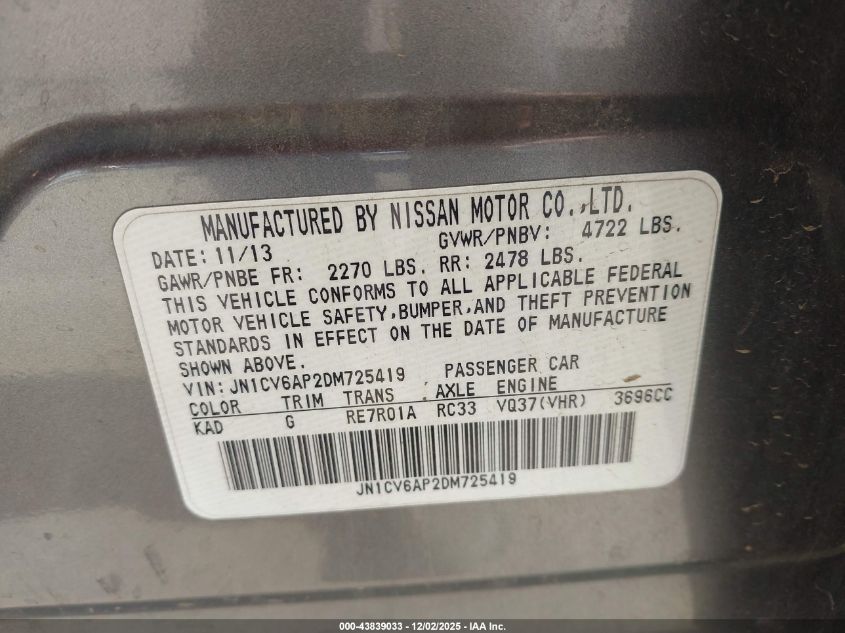 MANUFACTURED BY NISSAN MOTOR CO.,LTD.
DATE: 11/13 GVWR/PNBV: 4722 LBS.
GAWR/PNBE FR: 2270 LBS. RR: 2478 LBS.
THIS VEHICLE CONFORMS TO ALL APPLICABLE FEDERAL
MOTOR VEHICLE SAFETY,BUMPER,AND THEFT PREVENTION
STANDARDS IN EFFECT ON THE DATE OF MANUFACTURE
SHOWN ABOVE.
VIN: JN1CV6AP2DM725419 PASSENGER CAR
COLOR TRIM TRANS AXLE ENGINE
KAD G RE7R01A RC33 VQ37(VHR) 3696CC
JN1CV6AP2DM725419
000-43839033 - 12/02/2025 - IAA Inc.